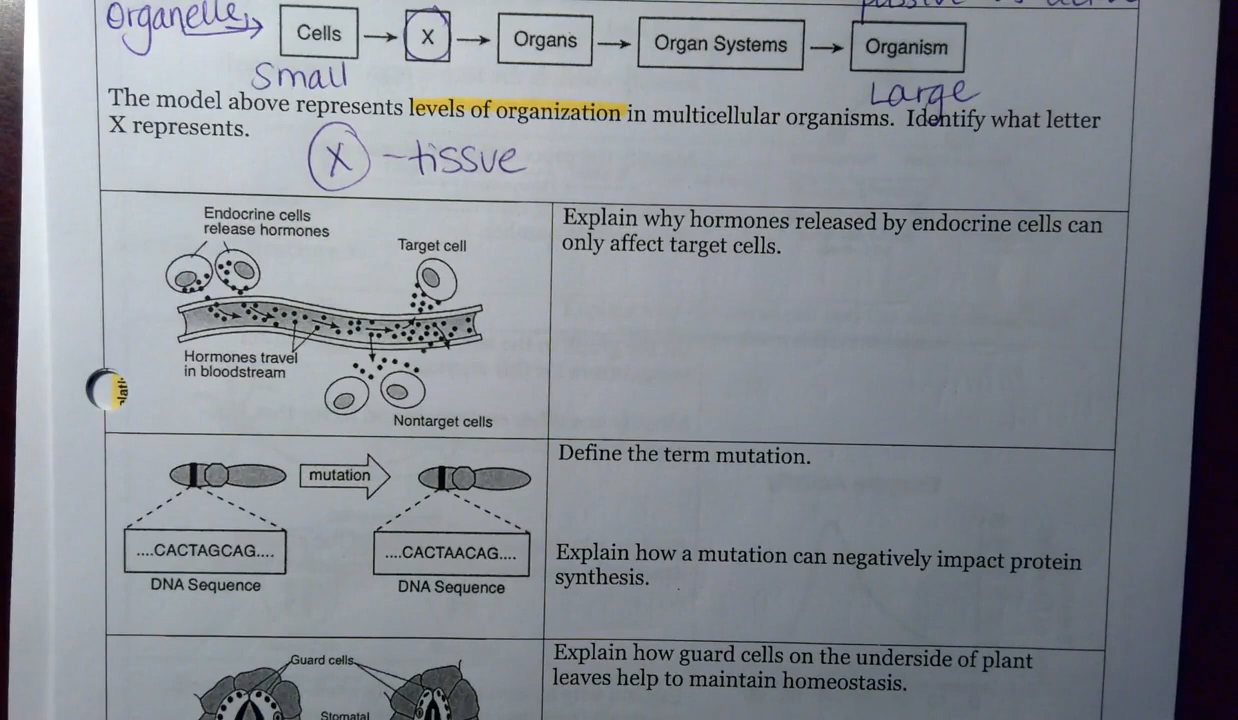 Organelle
Cells
X
Organs
Organ Systems
Organism
Small
Large
The model above represents levels of organization in multicellular organisms. Identify what letter
X represents.
X - tissue
Endocrine cells
release hormones
Target cell
Hormones travel
in bloodstream
Nontarget cells
Explain why hormones released by endocrine cells can
only affect target cells.
mutation
....CACTAGCAG....
DNA Sequence
....CACTAACAG....
DNA Sequence
Define the term mutation.
Explain how a mutation can negatively impact protein
synthesis.
Guard cells
Stomatal
Explain how guard cells on the underside of plant
leaves help to maintain homeostasis.